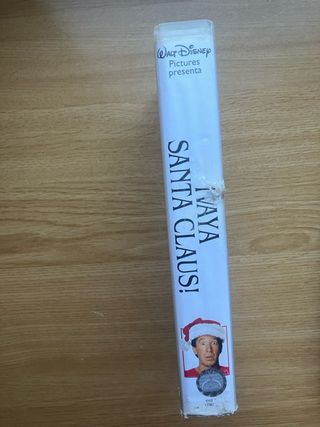 WALT DISNEY
Pictures
presenta
VAYA
SANTA CLAUS!